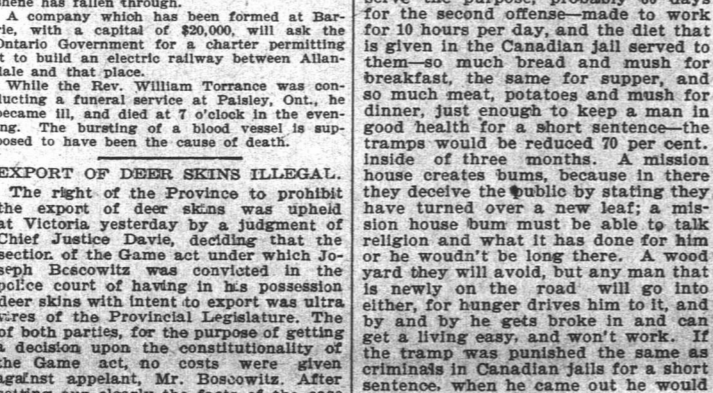 shene has fallen through.
A company which has been formed at Bar-
rie, with a capital of $20,000, will ask the
Ontario Government for a charter permitting
it to build an electric railway between Allan-
dale and that place.
While the Rev. William Torrance was con-
ducting a funeral service at Paisley, Ont., he
became ill, and died at 7 o'clock in the even-
ing. The bursting of a blood vessel is sup-
posed to have been the cause of death.
EXPORT OF DEER SKINS ILLEGAL.
The right of the Province to prohibit
the export of deer skins was upheld
at Victoria yesterday by a judgment of
Chief Justice Davie, deciding that the
section of the Game act under which Jo-
seph Boscowitz was convicted in the
police court of having in his possession
deer skins with intent to export was ultra
vires of the Provincial Legislature. The
of both parties, for the purpose of getting
a decision upon the constitutionality of
the Game act, no costs were given
against appelant, Mr. Boscowitz. After
serve the purpose, probably 60 days
for the second offense—made to work
for 10 hours per day, and the diet that
is given in the Canadian jail served to
them—so much bread and mush for
breakfast, the same for supper, and
so much meat, potatoes and mush for
dinner, just enough to keep a man in
good health for a short sentence—the
tramps would be reduced 70 per cent.
inside of three months. A mission
house creates bums, because in there
they deceive the public by stating they
have turned over a new leaf; a mis-
sion house bum must be able to talk
religion and what it has done for him
or he woudn't be long there. A wood
yard they will avoid, but any man that
is newly on the road will go into
either, for hunger drives him to it, and
by and by he gets broke in and can
get a living easy, and won't work. If
the tramp was punished the same as
criminals in Canadian jails for a short
sentence, when he came out he would